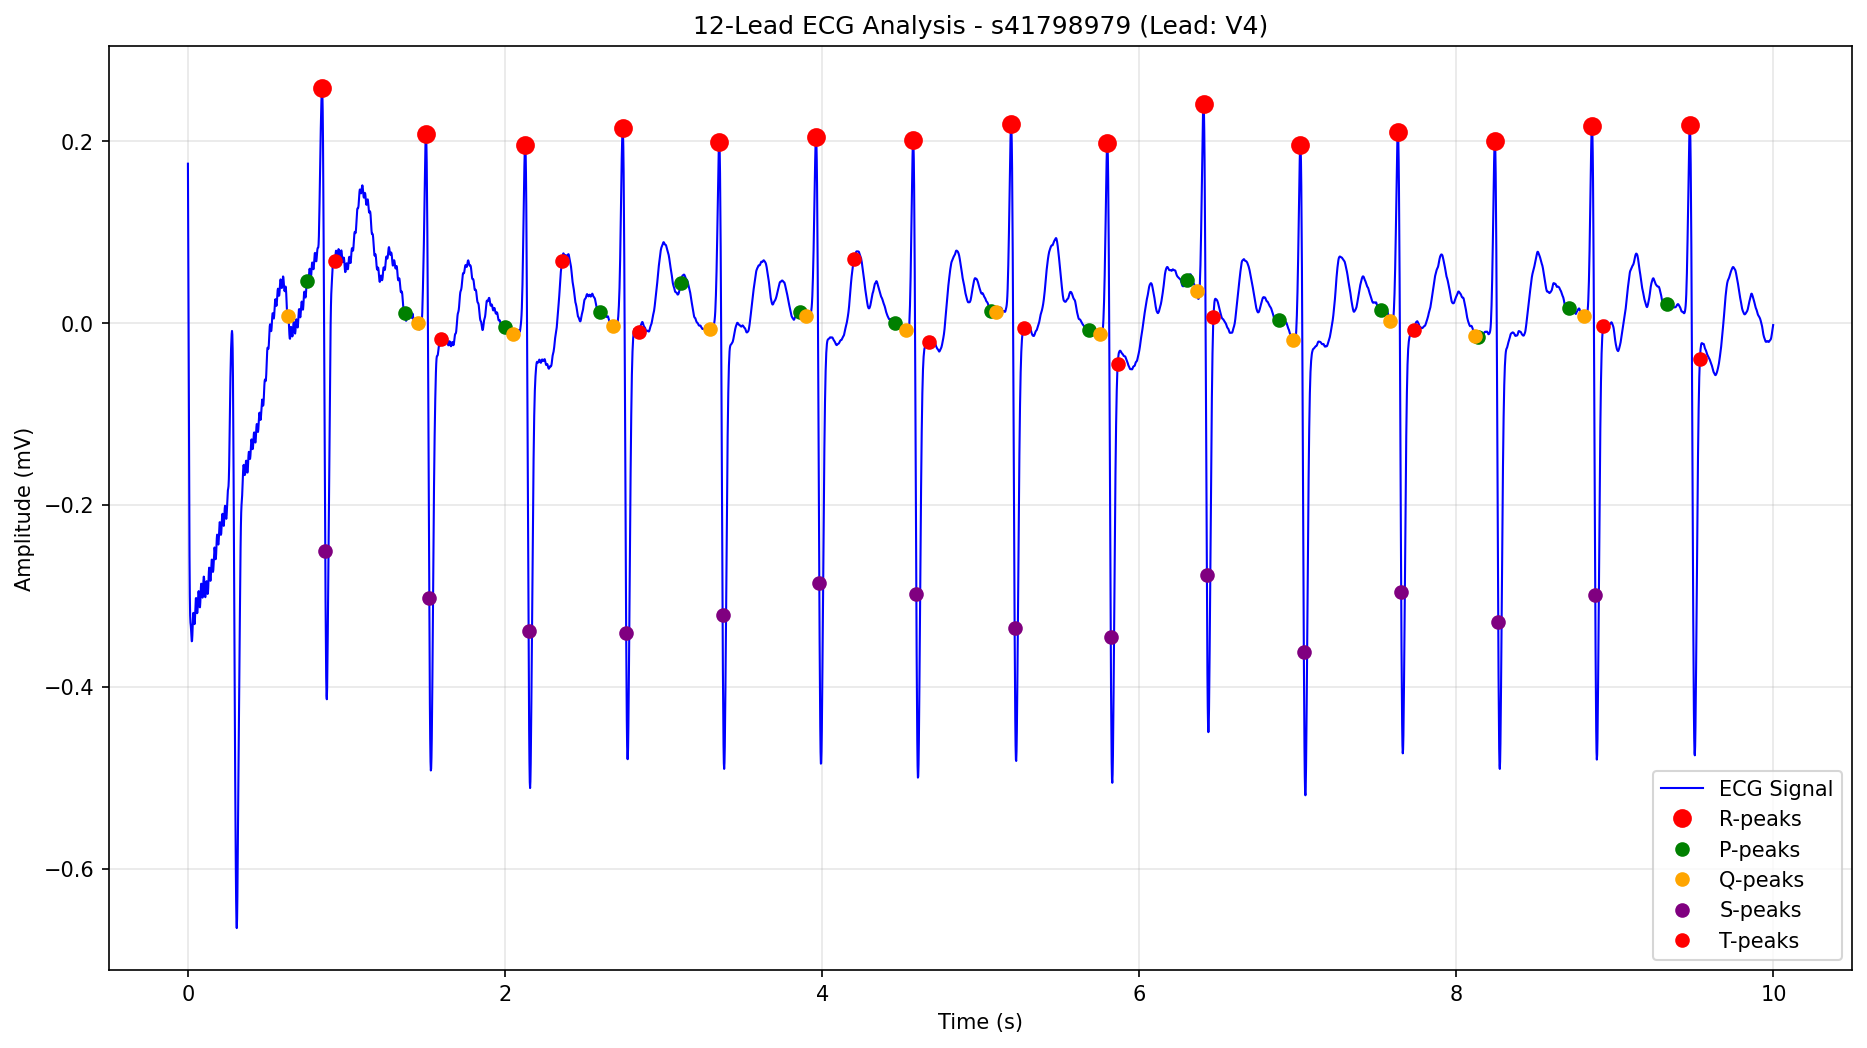 12-Lead ECG Analysis - s41798979 (Lead: V4)
Amplitude (mV)
0.2
0.0
−0.2
−0.4
−0.6
0
2
4
6
8
10
Time (s)
ECG Signal
R-peaks
P-peaks
Q-peaks
S-peaks
T-peaks